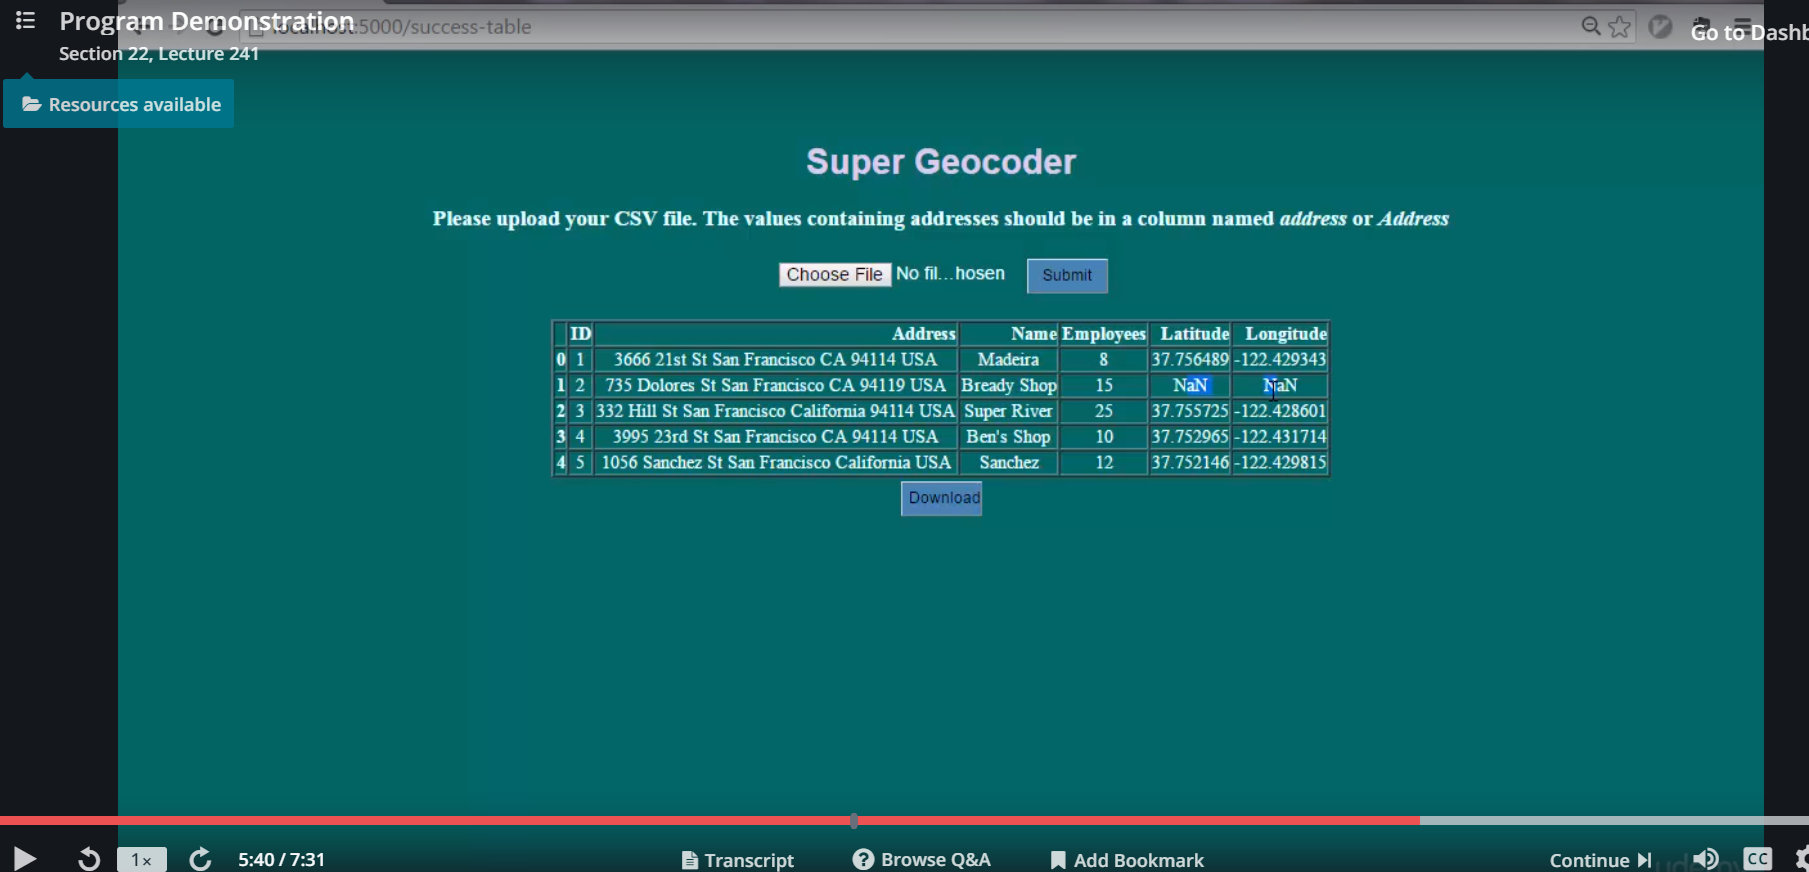 Program Demonstration
localhost:5000/success-table
Go to Dashb
Section 22, Lecture 241
Resources available
Super Geocoder
Please upload your CSV file. The values containing addresses should be in a column named address or Address
Choose File No fil...hosen Submit
ID Address Name Employees Latitude Longitude
0 1 3666 21st St San Francisco CA 94114 USA Madeira 8 37.756489 -122.429343
1 2 735 Dolores St San Francisco CA 94119 USA Bready Shop 15 NaN NaN
2 3 332 Hill St San Francisco California 94114 USA Super River 25 37.755725 -122.428601
3 4 3995 23rd St San Francisco CA 94114 USA Ben's Shop 10 37.752965 -122.431714
4 5 1056 Sanchez St San Francisco California USA Sanchez 12 37.752146 -122.429815
Download
1x 5:40 / 7:31 Transcript Browse Q&A Add Bookmark Continue CC
udemy